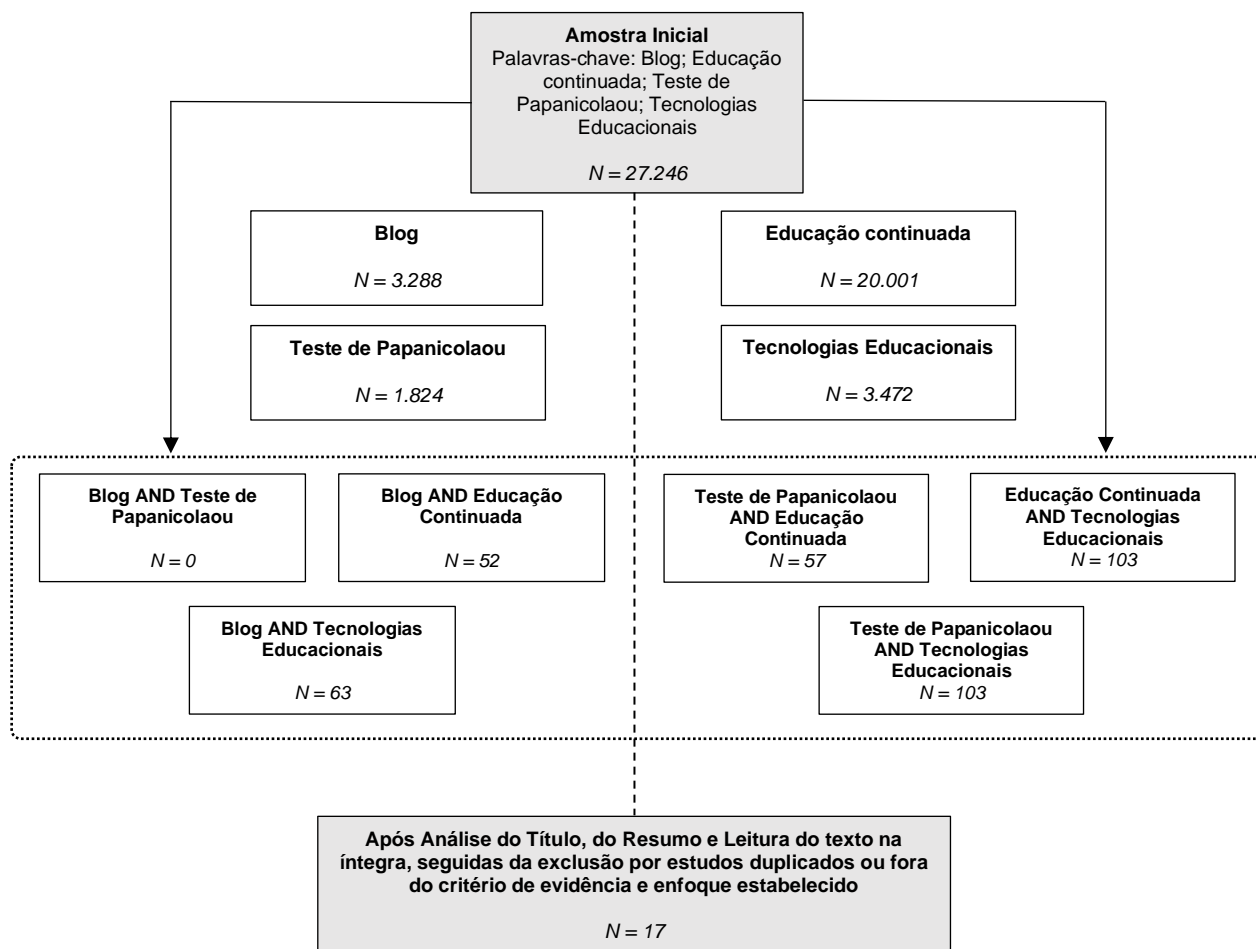 Amostra Inicial
Palavras-chave: Blog; Educação
continuada; Teste de
Papanicolaou; Tecnologias
Educacionais
N = 27.246
Blog
N = 3.288
Educação continuada
N = 20.001
Teste de Papanicolaou
N = 1.824
Tecnologias Educacionais
N = 3.472
Blog AND Teste de
Papanicolaou
N = 0
Blog AND Educação
Continuada
N = 52
Teste de Papanicolaou
AND Educação
Continuada
N = 57
Educação Continuada
AND Tecnologias
Educacionais
N = 103
Blog AND Tecnologias
Educacionais
N = 63
Teste de Papanicolaou
AND Tecnologias
Educacionais
N = 103
Após Análise do Título, do Resumo e Leitura do texto na
íntegra, seguidas da exclusão por estudos duplicados ou fora
do critério de evidência e enfoque estabelecido
N = 17